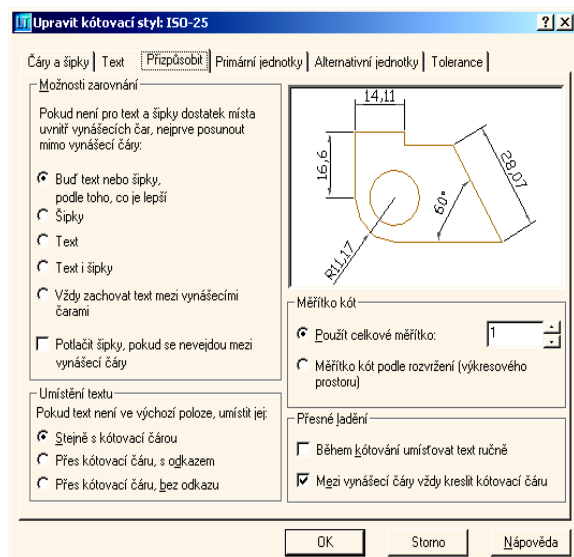 Upravit kótovací styl: ISO-25
Čáry a šipky
Text
Přizpůsobit
Primární jednotky
Alternativní jednotky
Tolerance
Možnosti zarovnání
Pokud není pro text a šipky dostatek místa
uvnitř vynášecích čar, nejprve posunout
mimo vynášecí čáry:
Buď text nebo šipky,
podle toho, co je lepší
Šipky
Text
Text i šipky
Vždy zachovat text mezi vynášecími
čarami
Potlačit šipky, pokud se nevejdou mezi
vynášecí čáry
Umístění textu
Pokud text není ve výchozí poloze, umístit jej:
Stejně s kótovací čárou
Přes kótovací čáru, s odkazem
Přes kótovací čáru, bez odkazu
14,11
16,6
28,07
60°
R11,17
Měřítko kót
Použít celkové měřítko:
1
Měřítko kót podle rozvržení (výkresového
prostoru)
Přesné ladění
Během kótování umísťovat text ručně
Mezi vynášecí čáry vždy kreslit kótovací čáru
OK
Storno
Nápověda